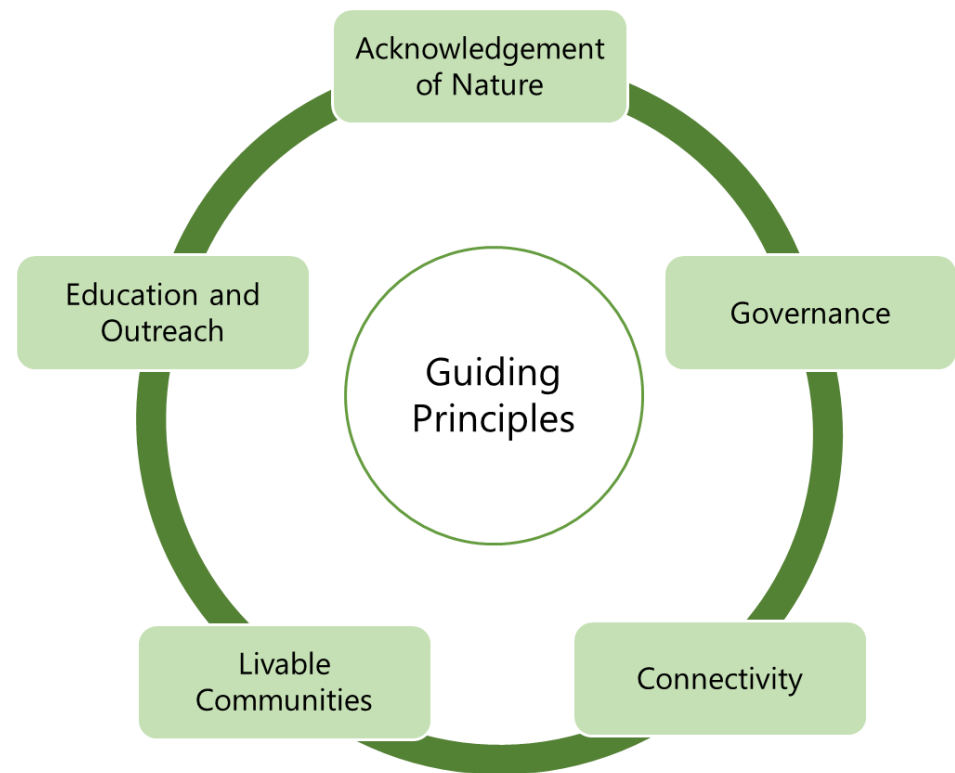 Acknowledgement
of Nature
Education and
Outreach
Governance
Guiding
Principles
Livable
Communities
Connectivity